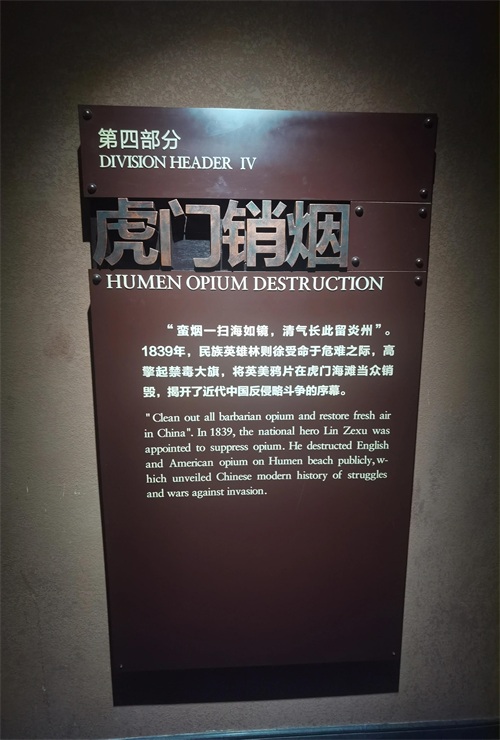 第四部分
DIVISION HEADER IV
虎门销烟
HUMEN OPIUM DESTRUCTION
“蛮烟一扫海如镜，清气长此留炎州”。
1839年，民族英雄林则徐受命于危难之际，高
擎起禁毒大旗，将英美鸦片在虎门海滩当众销
毁，揭开了近代中国反侵略斗争的序幕。
"Clean out all barbarian opium and restore fresh air
in China". In 1839, the national hero Lin Zexu was
appointed to suppress opium. He destructed English
and American opium on Humen beach publicly, w-
hich unveiled Chinese modern history of struggles
and wars against invasion.